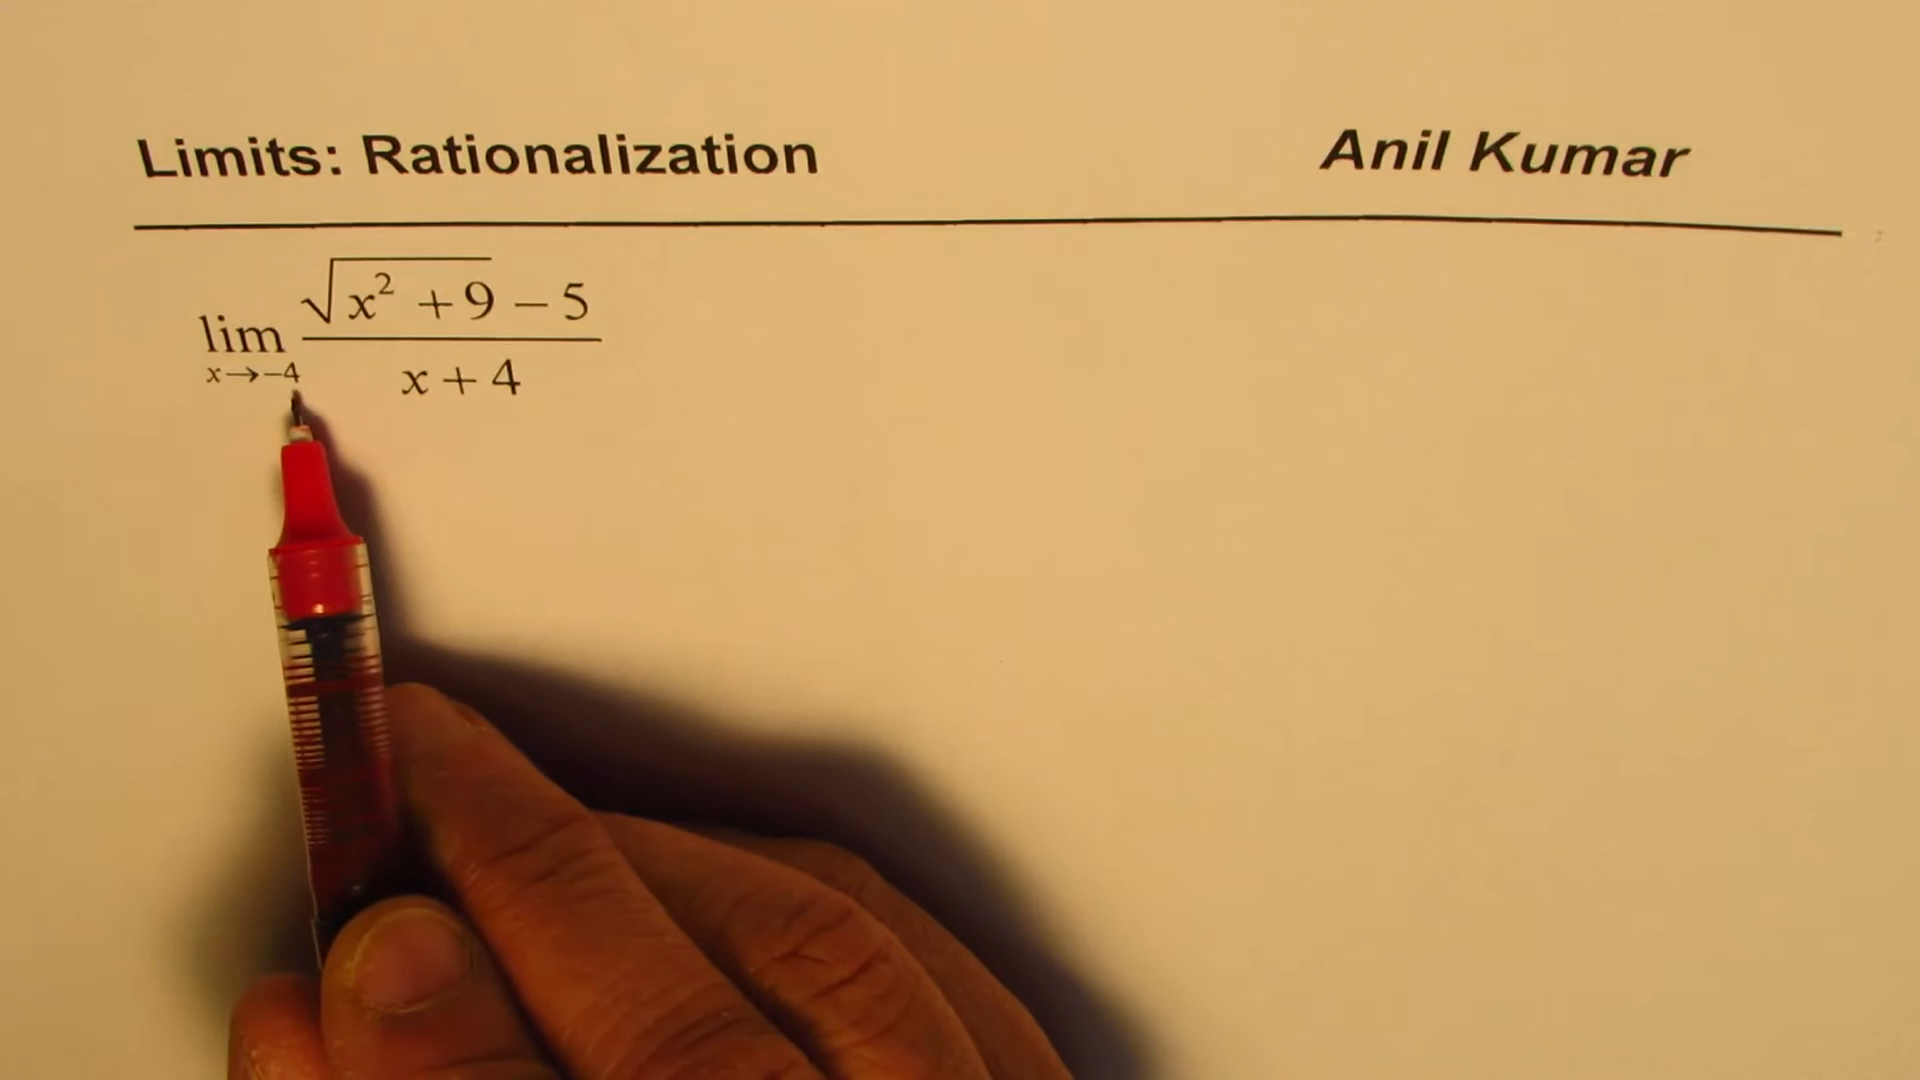 Limits: Rationalization Anil Kumar
lim x→−4 √(x² + 9) − 5 / x + 4